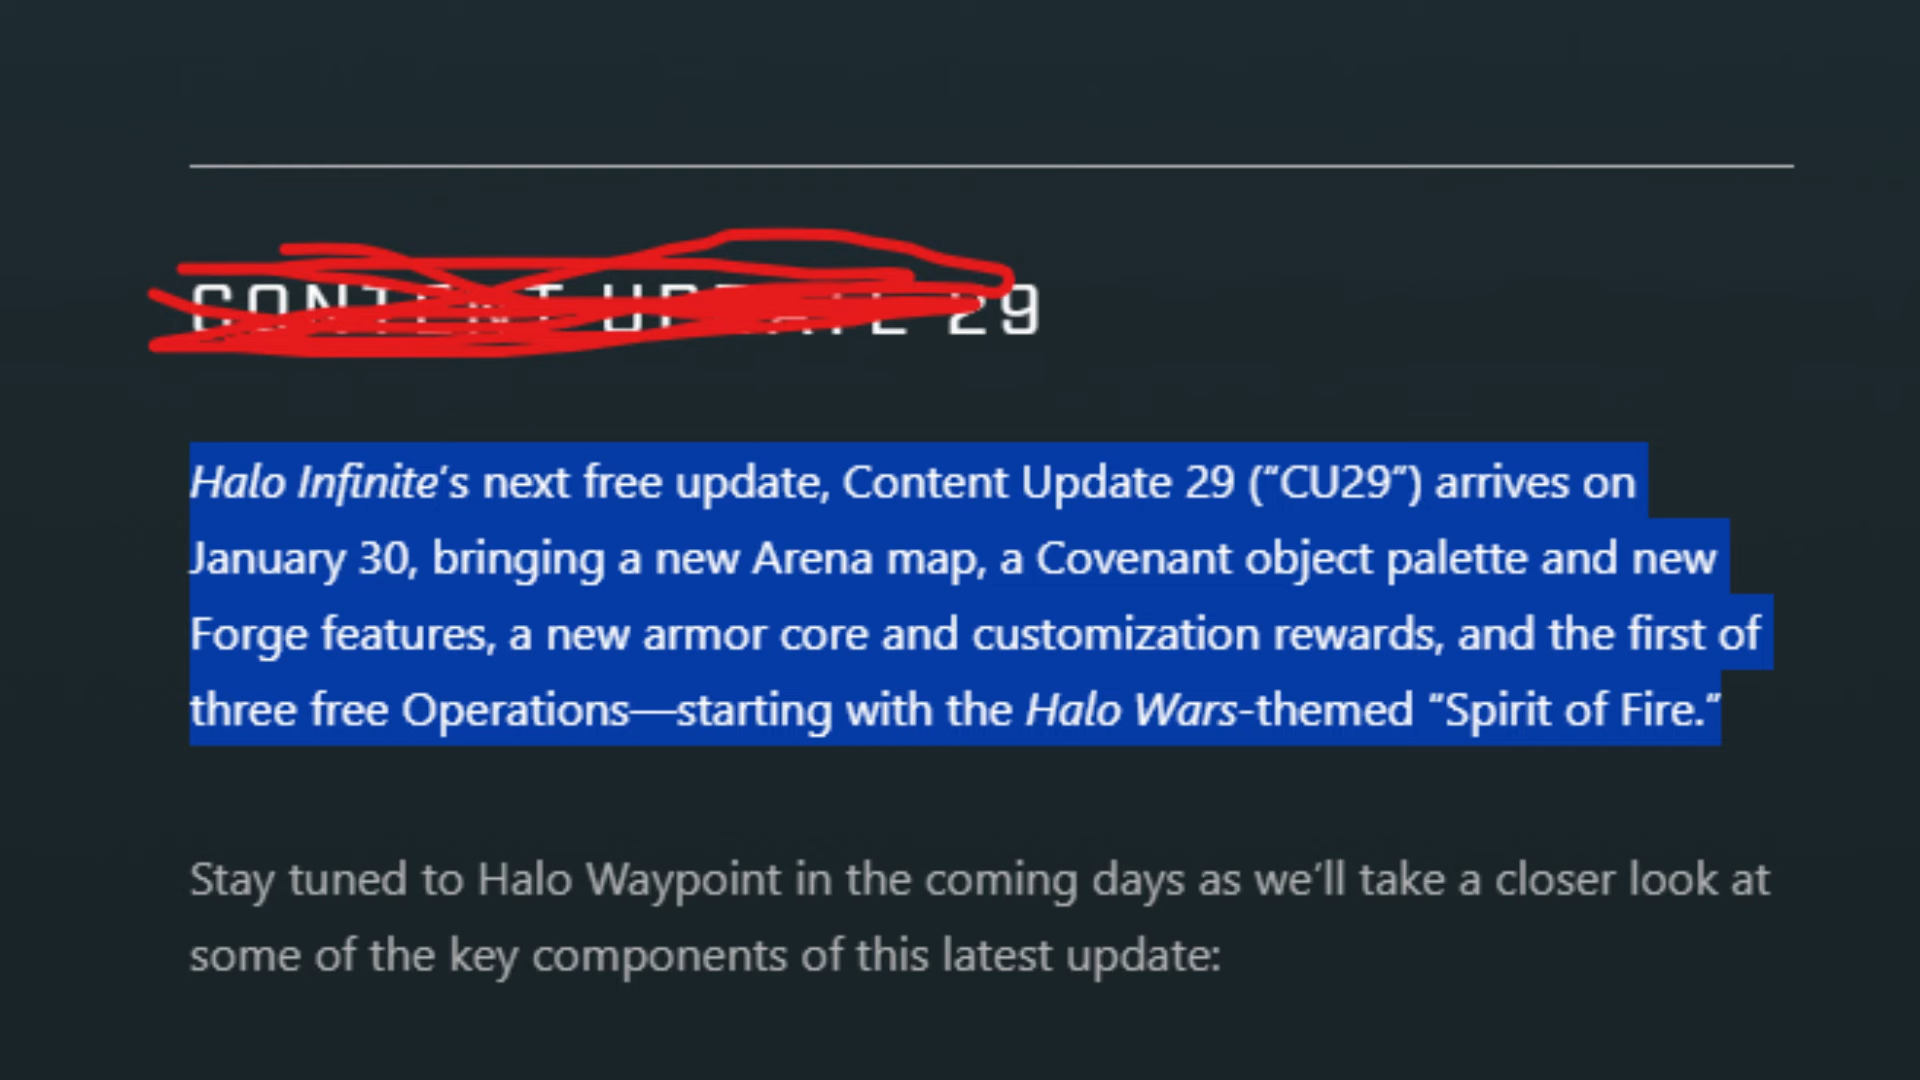 CONTENT UPDATE 29
Halo Infinite's next free update, Content Update 29 ("CU29") arrives on
January 30, bringing a new Arena map, a Covenant object palette and new
Forge features, a new armor core and customization rewards, and the first of
three free Operations—starting with the Halo Wars-themed "Spirit of Fire."
Stay tuned to Halo Waypoint in the coming days as we'll take a closer look at
some of the key components of this latest update: